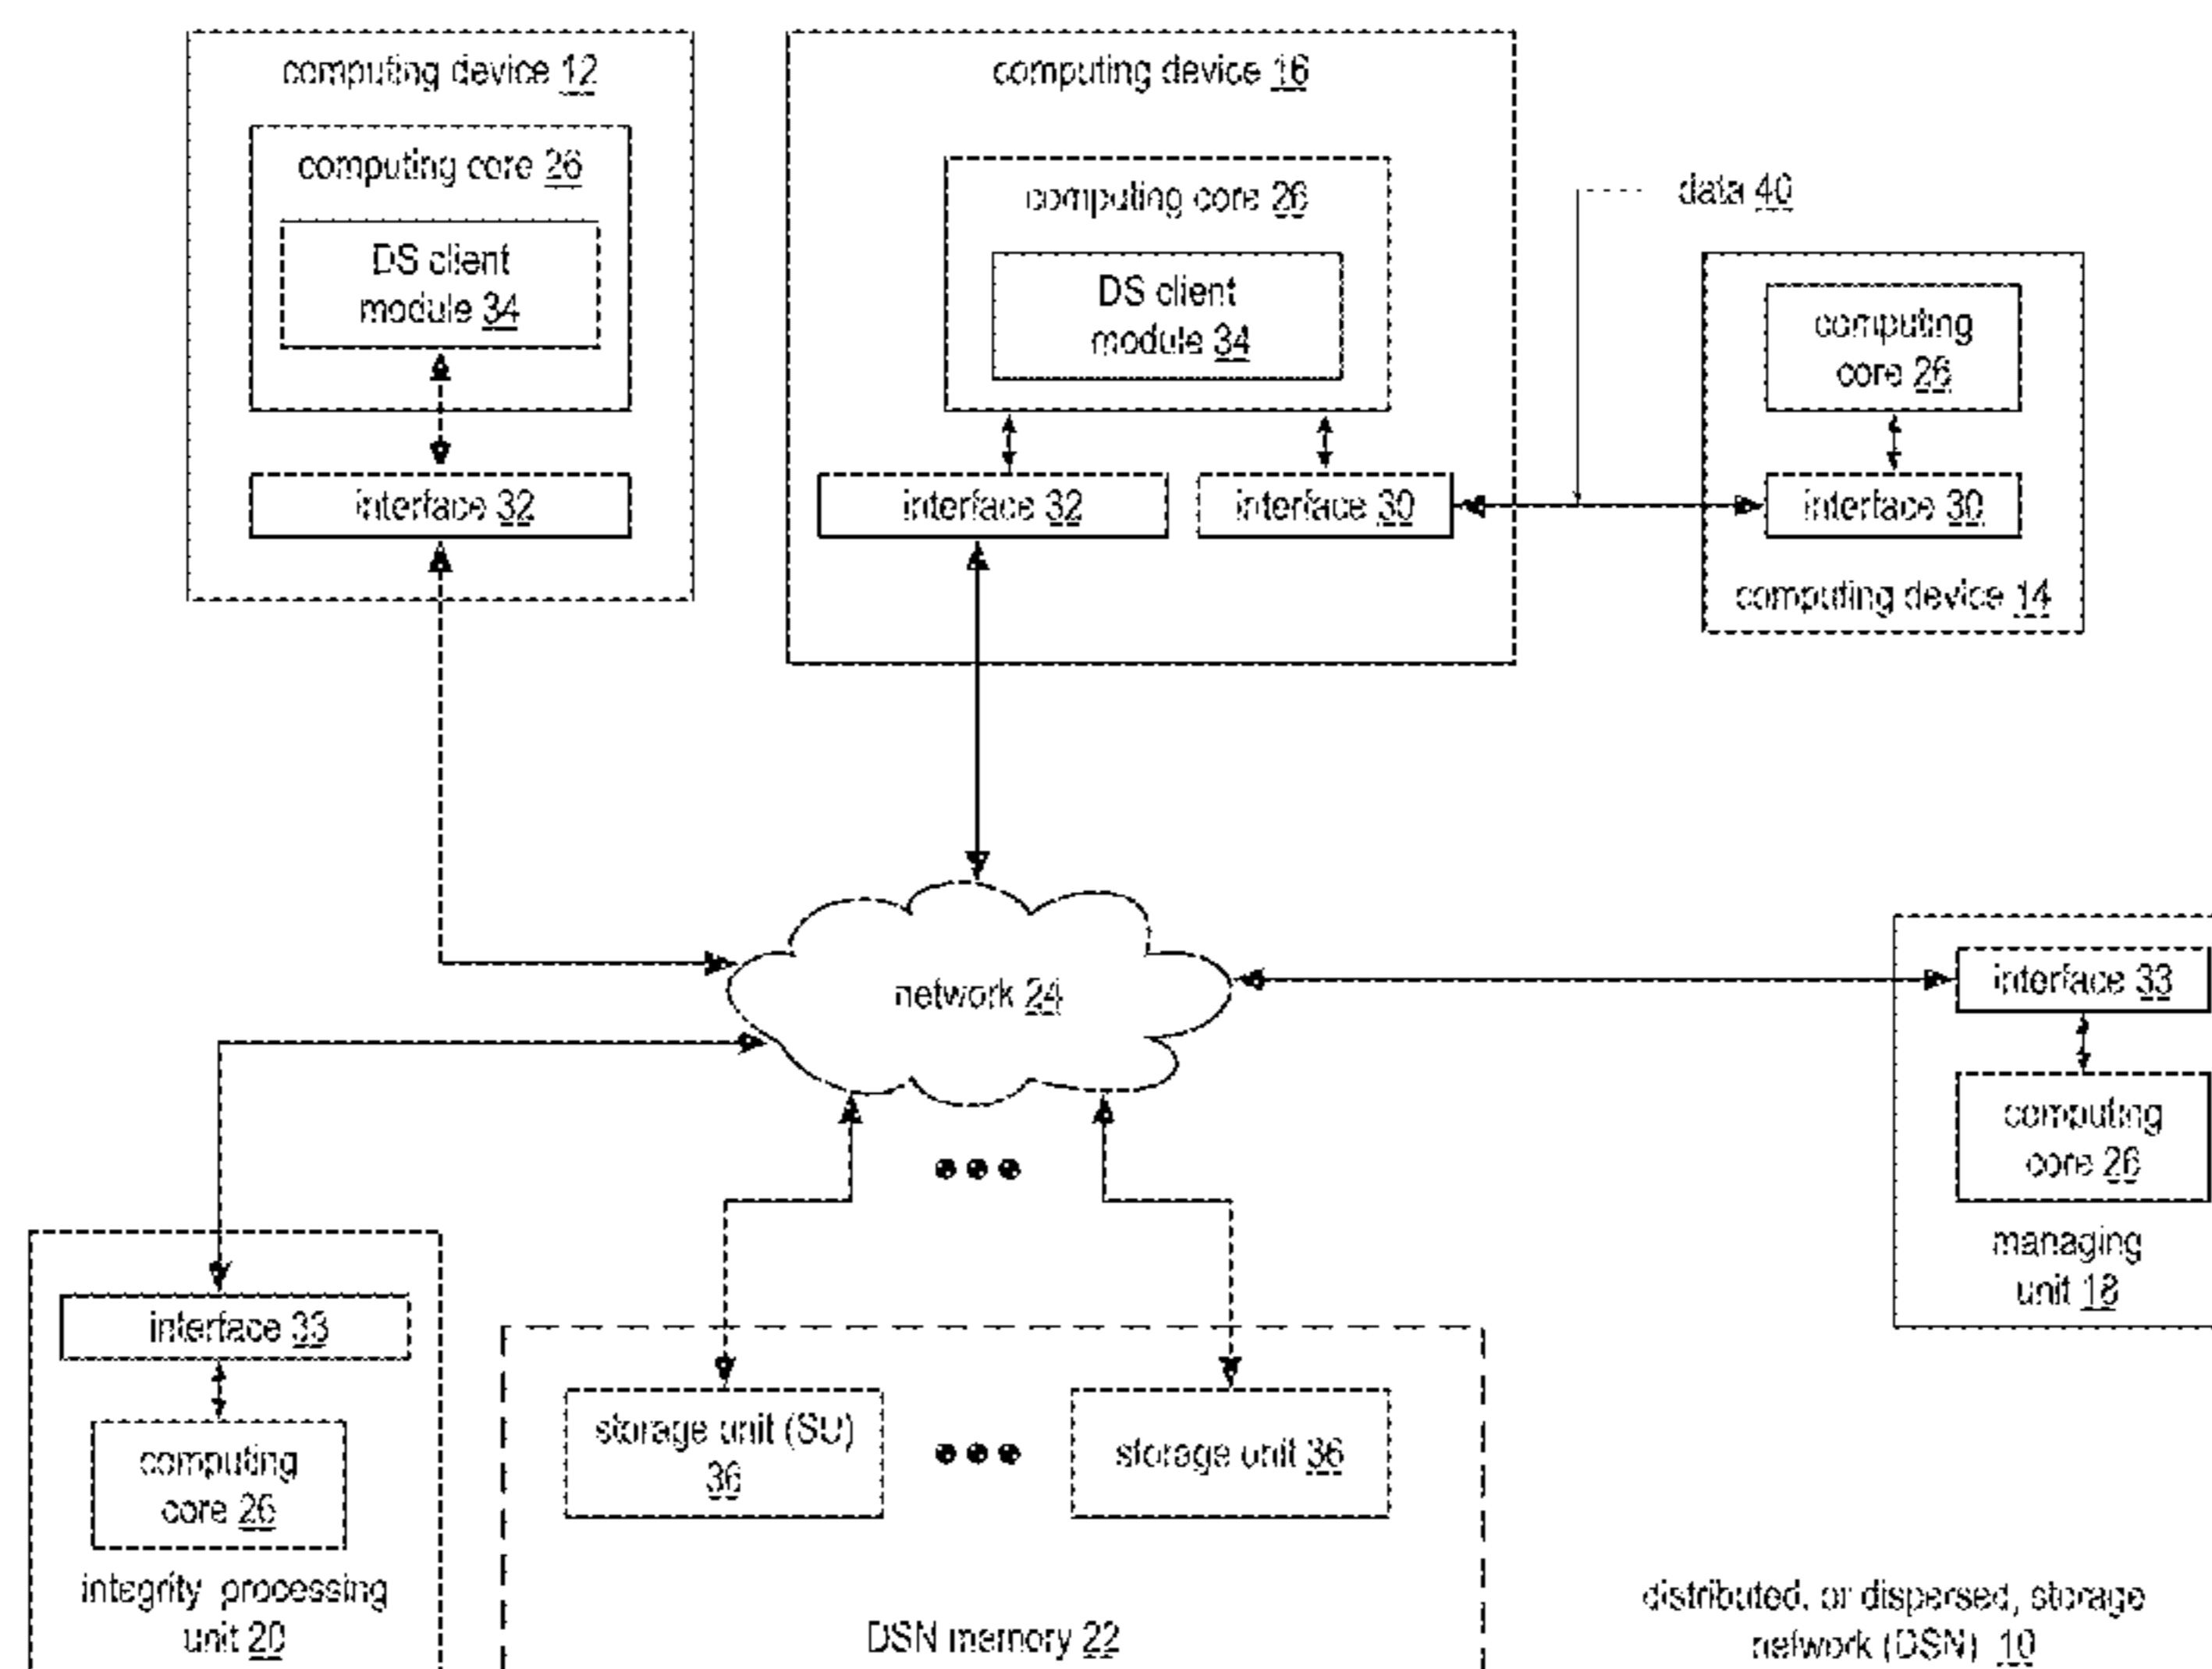 computing device 12
computing core 26
DS client
module 34
interface 32
computing device 16
computing core 26
DS client
module 34
interface 32
interface 30
data 40
computing
core 26
interface 30
computing device 14
network 24
interface 33
computing
core 26
managing
unit 18
interface 33
computing
core 26
integrity processing
unit 20
storage unit (SU)
36
storage unit 36
DSN memory 22
distributed, or dispersed, storage
network (DSN) 10